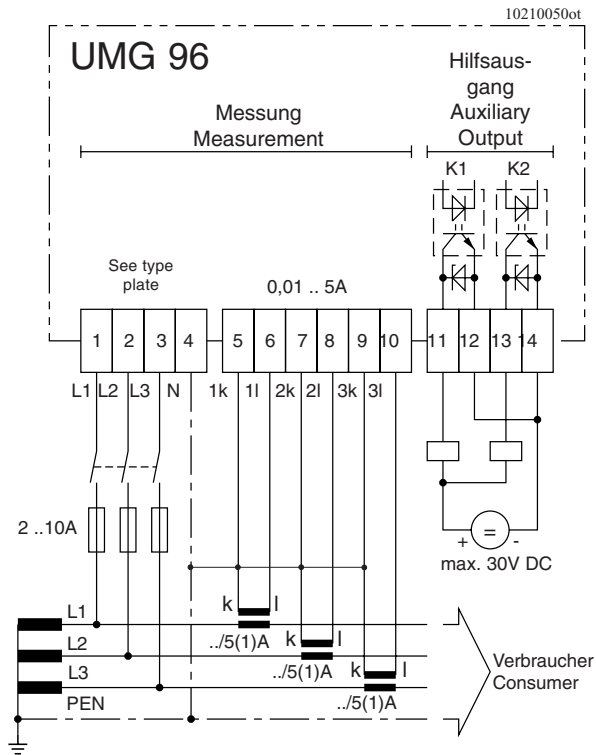 10210050ot
UMG 96
Hilfsaus-
gang
Auxiliary
Output
Messung
Measurement
K1 K2
See type
plate
0,01 .. 5A
1 2 3 4 5 6 7 8 9 10 11 12 13 14
L1 L2 L3 N 1k 1l 2k 2l 3k 3l
2 ..10A
+ = -
max. 30V DC
L1
k l
../5(1)A
L2
k l
../5(1)A
L3
k l
../5(1)A
PEN
Verbraucher
Consumer